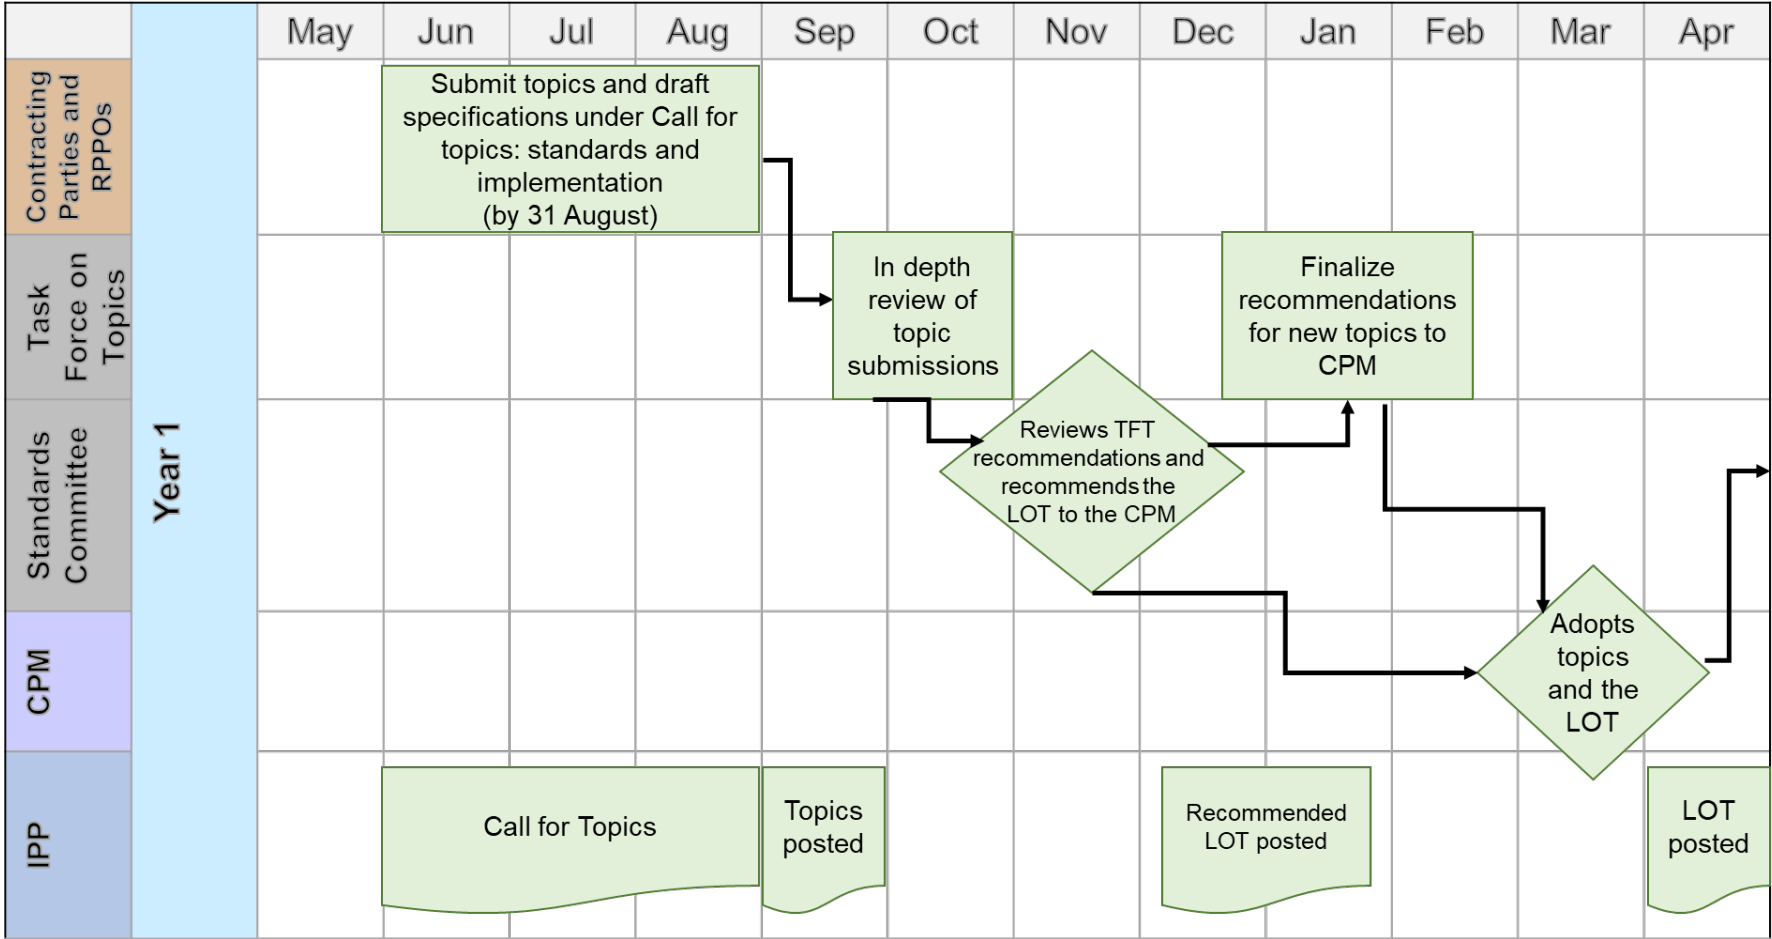 May Jun Jul Aug Sep Oct Nov Dec Jan Feb Mar Apr
Year 1
Contracting
Parties and
RPPOs
Submit topics and draft
specifications under Call for
topics: standards and
implementation
(by 31 August)
Task
Force on
Topics
In depth
review of
topic
submissions
Finalize
recommendations
for new topics to
CPM
Standards
Committee
Reviews TFT
recommendations and
recommends the
LOT to the CPM
CPM
Adopts
topics
and the
LOT
IPP
Call for Topics
Topics
posted
Recommended
LOT posted
LOT
posted